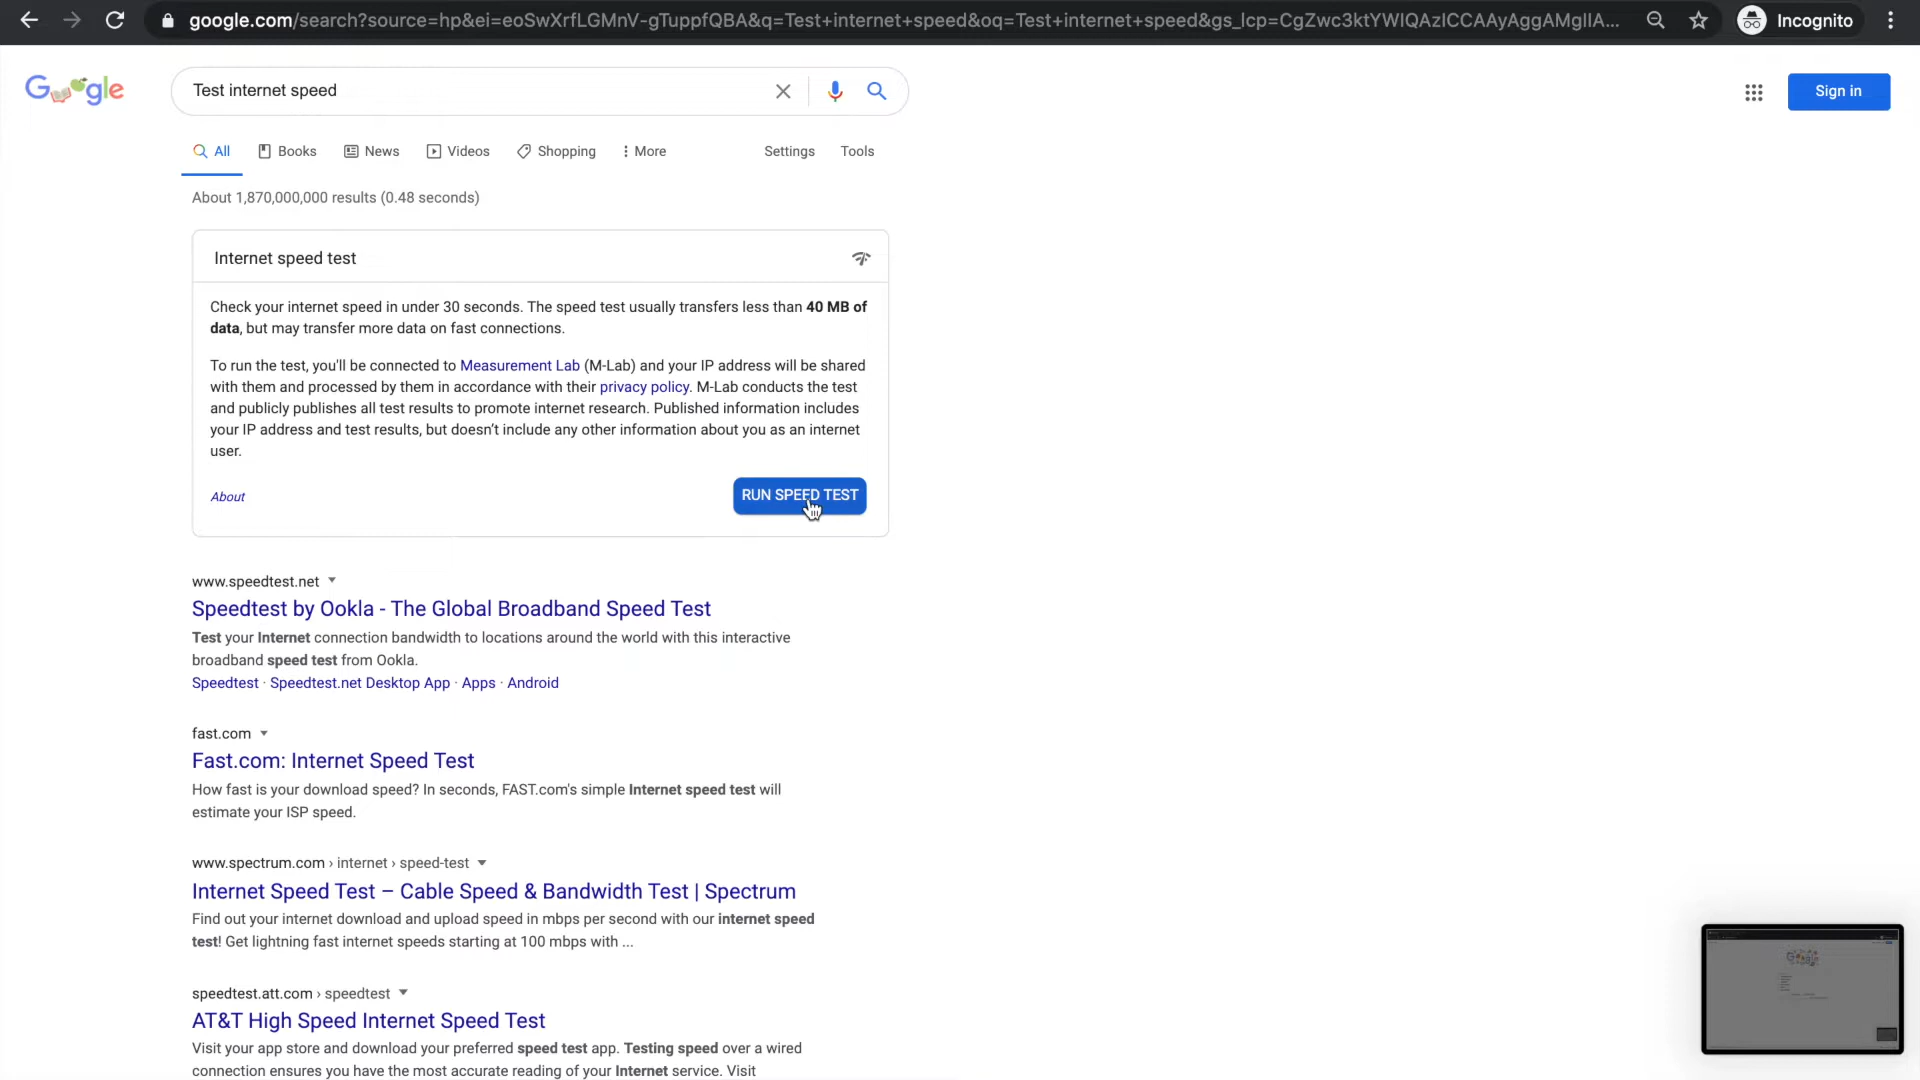 google.com/search?source=hp&ei=eoSwXrfLGMnV-gTuppfQBA&q=Test+internet+speed&oq=Test+internet+speed&gs_lcp=CgZwc3ktYWIQAzICCAAyAggAMgIIA...
Incognito
Google
Test internet speed
Sign in
All
Books
News
Videos
Shopping
More
Settings
Tools
About 1,870,000,000 results (0.48 seconds)
Internet speed test
Check your internet speed in under 30 seconds. The speed test usually transfers less than 40 MB of
data, but may transfer more data on fast connections.
To run the test, you'll be connected to Measurement Lab (M-Lab) and your IP address will be shared
with them and processed by them in accordance with their privacy policy. M-Lab conducts the test
and publicly publishes all test results to promote internet research. Published information includes
your IP address and test results, but doesn't include any other information about you as an internet
user.
About
RUN SPEED TEST
www.speedtest.net
Speedtest by Ookla - The Global Broadband Speed Test
Test your Internet connection bandwidth to locations around the world with this interactive
broadband speed test from Ookla.
Speedtest · Speedtest.net Desktop App · Apps · Android
fast.com
Fast.com: Internet Speed Test
How fast is your download speed? In seconds, FAST.com's simple Internet speed test will
estimate your ISP speed.
www.spectrum.com › internet › speed-test
Internet Speed Test – Cable Speed & Bandwidth Test | Spectrum
Find out your internet download and upload speed in mbps per second with our internet speed
test! Get lightning fast internet speeds starting at 100 mbps with ...
speedtest.att.com › speedtest
AT&T High Speed Internet Speed Test
Visit your app store and download your preferred speed test app. Testing speed over a wired
connection ensures you have the most accurate reading of your Internet service. Visit